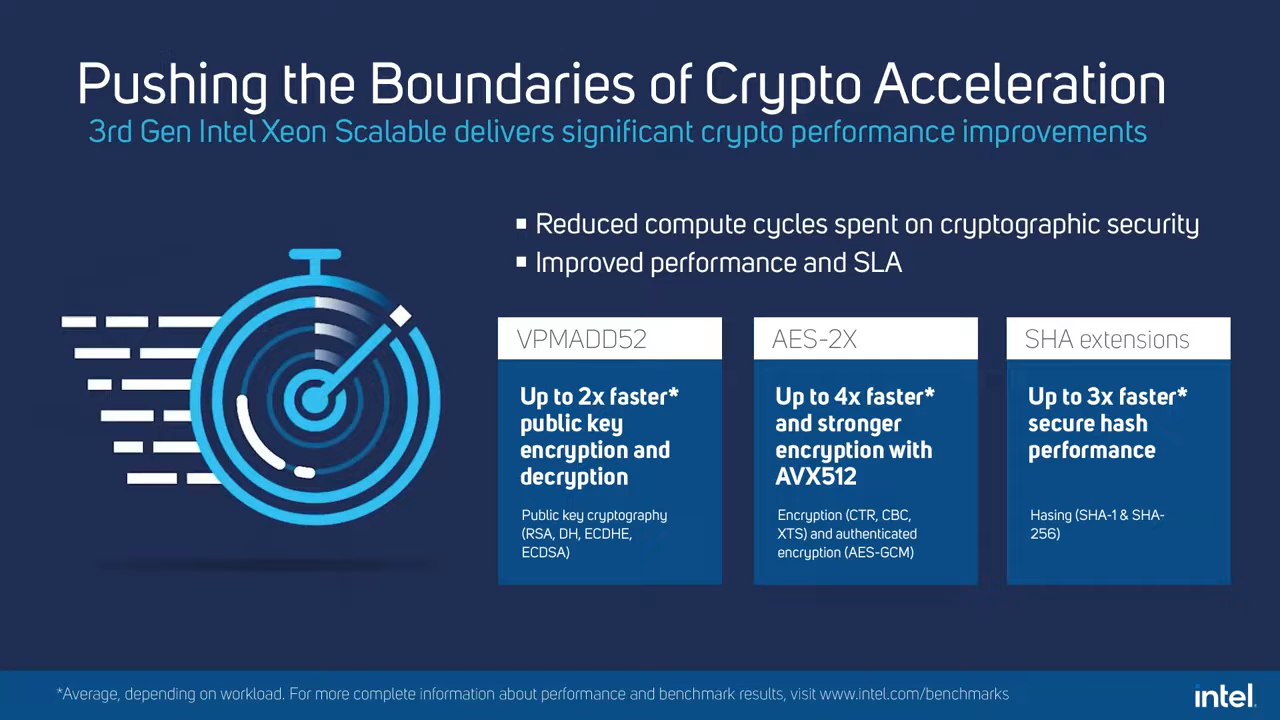 Pushing the Boundaries of Crypto Acceleration
3rd Gen Intel Xeon Scalable delivers significant crypto performance improvements
▪ Reduced compute cycles spent on cryptographic security
▪ Improved performance and SLA
VPMADD52
Up to 2x faster*
public key
encryption and
decryption
Public key cryptography
(RSA, DH, ECDHE,
ECDSA)
AES-2X
Up to 4x faster*
and stronger
encryption with
AVX512
Encryption (CTR, CBC,
XTS) and authenticated
encryption (AES-GCM)
SHA extensions
Up to 3x faster*
secure hash
performance
Hasing (SHA-1 & SHA-
256)
*Average, depending on workload. For more complete information about performance and benchmark results, visit www.intel.com/benchmarks
intel.